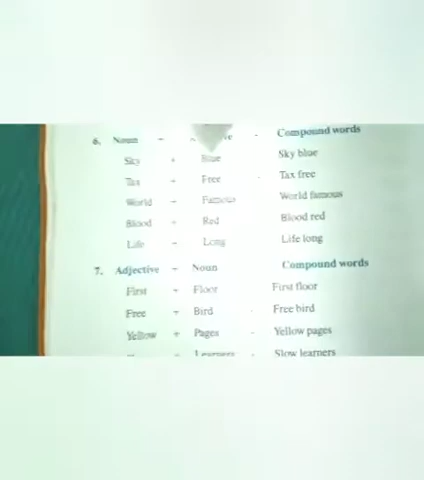 6. Noun - - Compound words
Sky + Blue Sky blue
Tax - Free - Tax free
World - Famous World famous
Blood - Red Blood red
Life - Long Life long
7. Adjective - Noun Compound words
First - Floor First floor
Free + Bird - Free bird
Yellow + Pages - Yellow pages
Learners - Slow learners